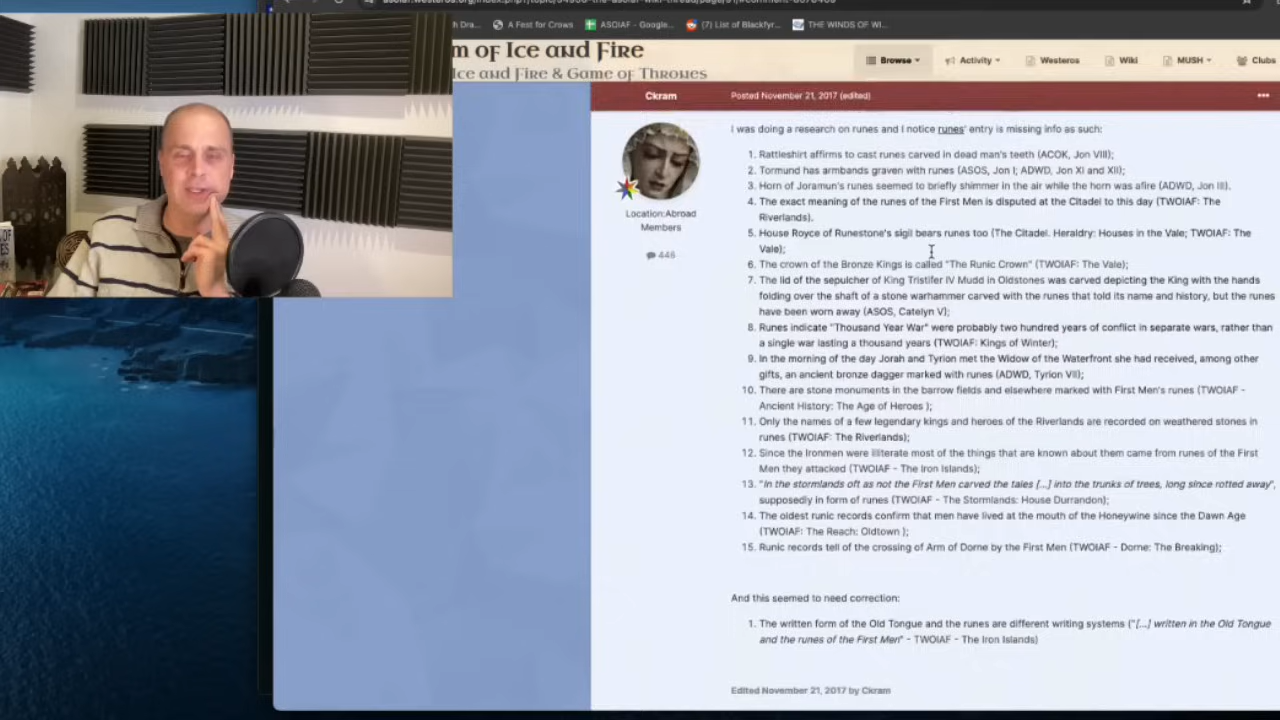 th Dra...
A Fest for Crows
ASOIAF - Google...
(7) List of Blackfyr...
THE WINDS OF WI...
m of Ice and Fire
Ice and Fire & Game of Thrones
Browse
Activity
Westeros
Wiki
MUSH
Clubs
Ckram
Posted November 21, 2017 (edited)
Location:Abroad
Members
446
I was doing a research on runes and I notice runes' entry is missing info as such:
1. Rattleshirt affirms to cast runes carved in dead man's teeth (ACOK, Jon VIII);
2. Tormund has armbands graven with runes (ASOS, Jon I; ADWD, Jon XI and XII);
3. Horn of Joramun's runes seemed to briefly shimmer in the air while the horn was afire (ADWD, Jon III).
4. The exact meaning of the runes of the First Men is disputed at the Citadel to this day (TWOIAF: The
Riverlands).
5. House Royce of Runestone's sigil bears runes too (The Citadel. Heraldry: Houses in the Vale; TWOIAF: The
Vale);
6. The crown of the Bronze Kings is called "The Runic Crown" (TWOIAF: The Vale);
7. The lid of the sepulcher of King Tristifer IV Mudd in Oldstones was carved depicting the King with the hands
folding over the shaft of a stone warhammer carved with the runes that told its name and history, but the runes
have been worn away (ASOS, Catelyn V);
8. Runes indicate "Thousand Year War" were probably two hundred years of conflict in separate wars, rather than
a single war lasting a thousand years (TWOIAF: Kings of Winter);
9. In the morning of the day Jorah and Tyrion met the Widow of the Waterfront she had received, among other
gifts, an ancient bronze dagger marked with runes (ADWD, Tyrion VII);
10. There are stone monuments in the barrow fields and elsewhere marked with First Men's runes (TWOIAF -
Ancient History: The Age of Heroes );
11. Only the names of a few legendary kings and heroes of the Riverlands are recorded on weathered stones in
runes (TWOIAF: The Riverlands);
12. Since the Ironmen were illiterate most of the things that are known about them came from runes of the First
Men they attacked (TWOIAF - The Iron Islands);
13. "In the stormlands oft as not the First Men carved the tales [...] into the trunks of trees, long since rotted away",
supposedly in form of runes (TWOIAF - The Stormlands: House Durrandon);
14. The oldest runic records confirm that men have lived at the mouth of the Honeywine since the Dawn Age
(TWOIAF: The Reach: Oldtown );
15. Runic records tell of the crossing of Arm of Dorne by the First Men (TWOIAF - Dorne: The Breaking);
And this seemed to need correction:
1. The written form of the Old Tongue and the runes are different writing systems ("[...] written in the Old Tongue
and the runes of the First Men" - TWOIAF - The Iron Islands)
Edited November 21, 2017 by Ckram